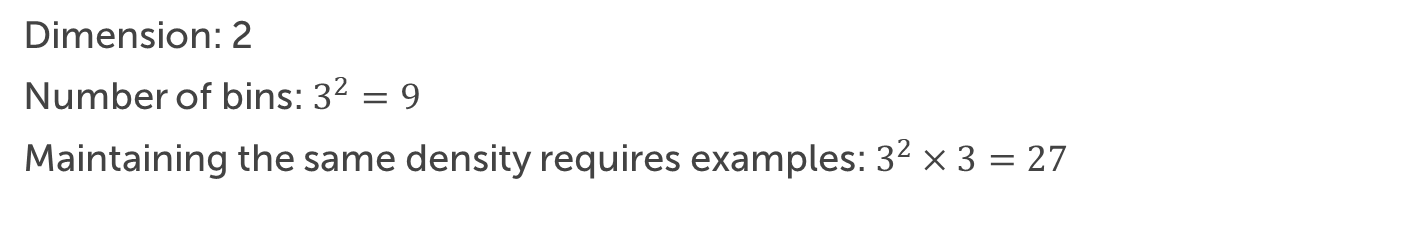 Dimension: 2
Number of bins: 3² = 9
Maintaining the same density requires examples: 3² × 3 = 27